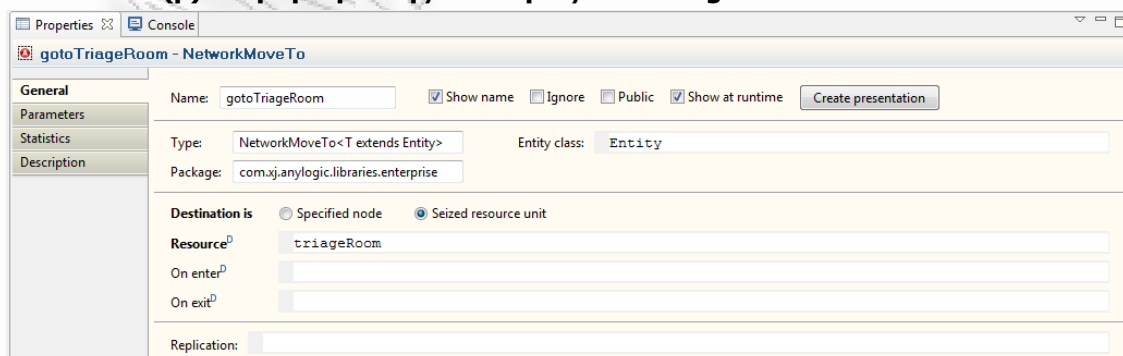 Properties Console
gotoTriageRoom - NetworkMoveTo
General
Parameters
Statistics
Description
Name: gotoTriageRoom Show name Ignore Public Show at runtime Create presentation
Type: NetworkMoveTo<T extends Entity> Entity class: Entity
Package: com.xj.anylogic.libraries.enterprise
Destination is Specified node Seized resource unit
Resource D triageRoom
On enter D
On exit D
Replication: